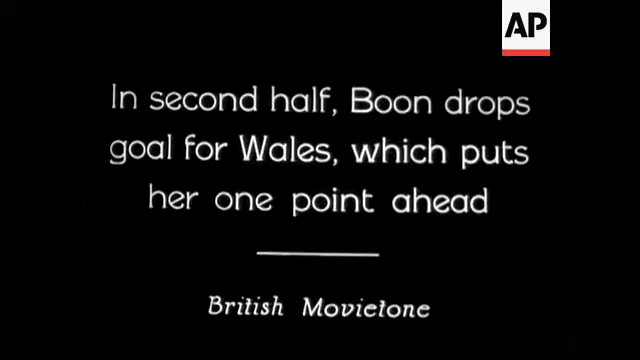 AP
In second half, Boon drops
goal for Wales, which puts
her one point ahead
British Movietone